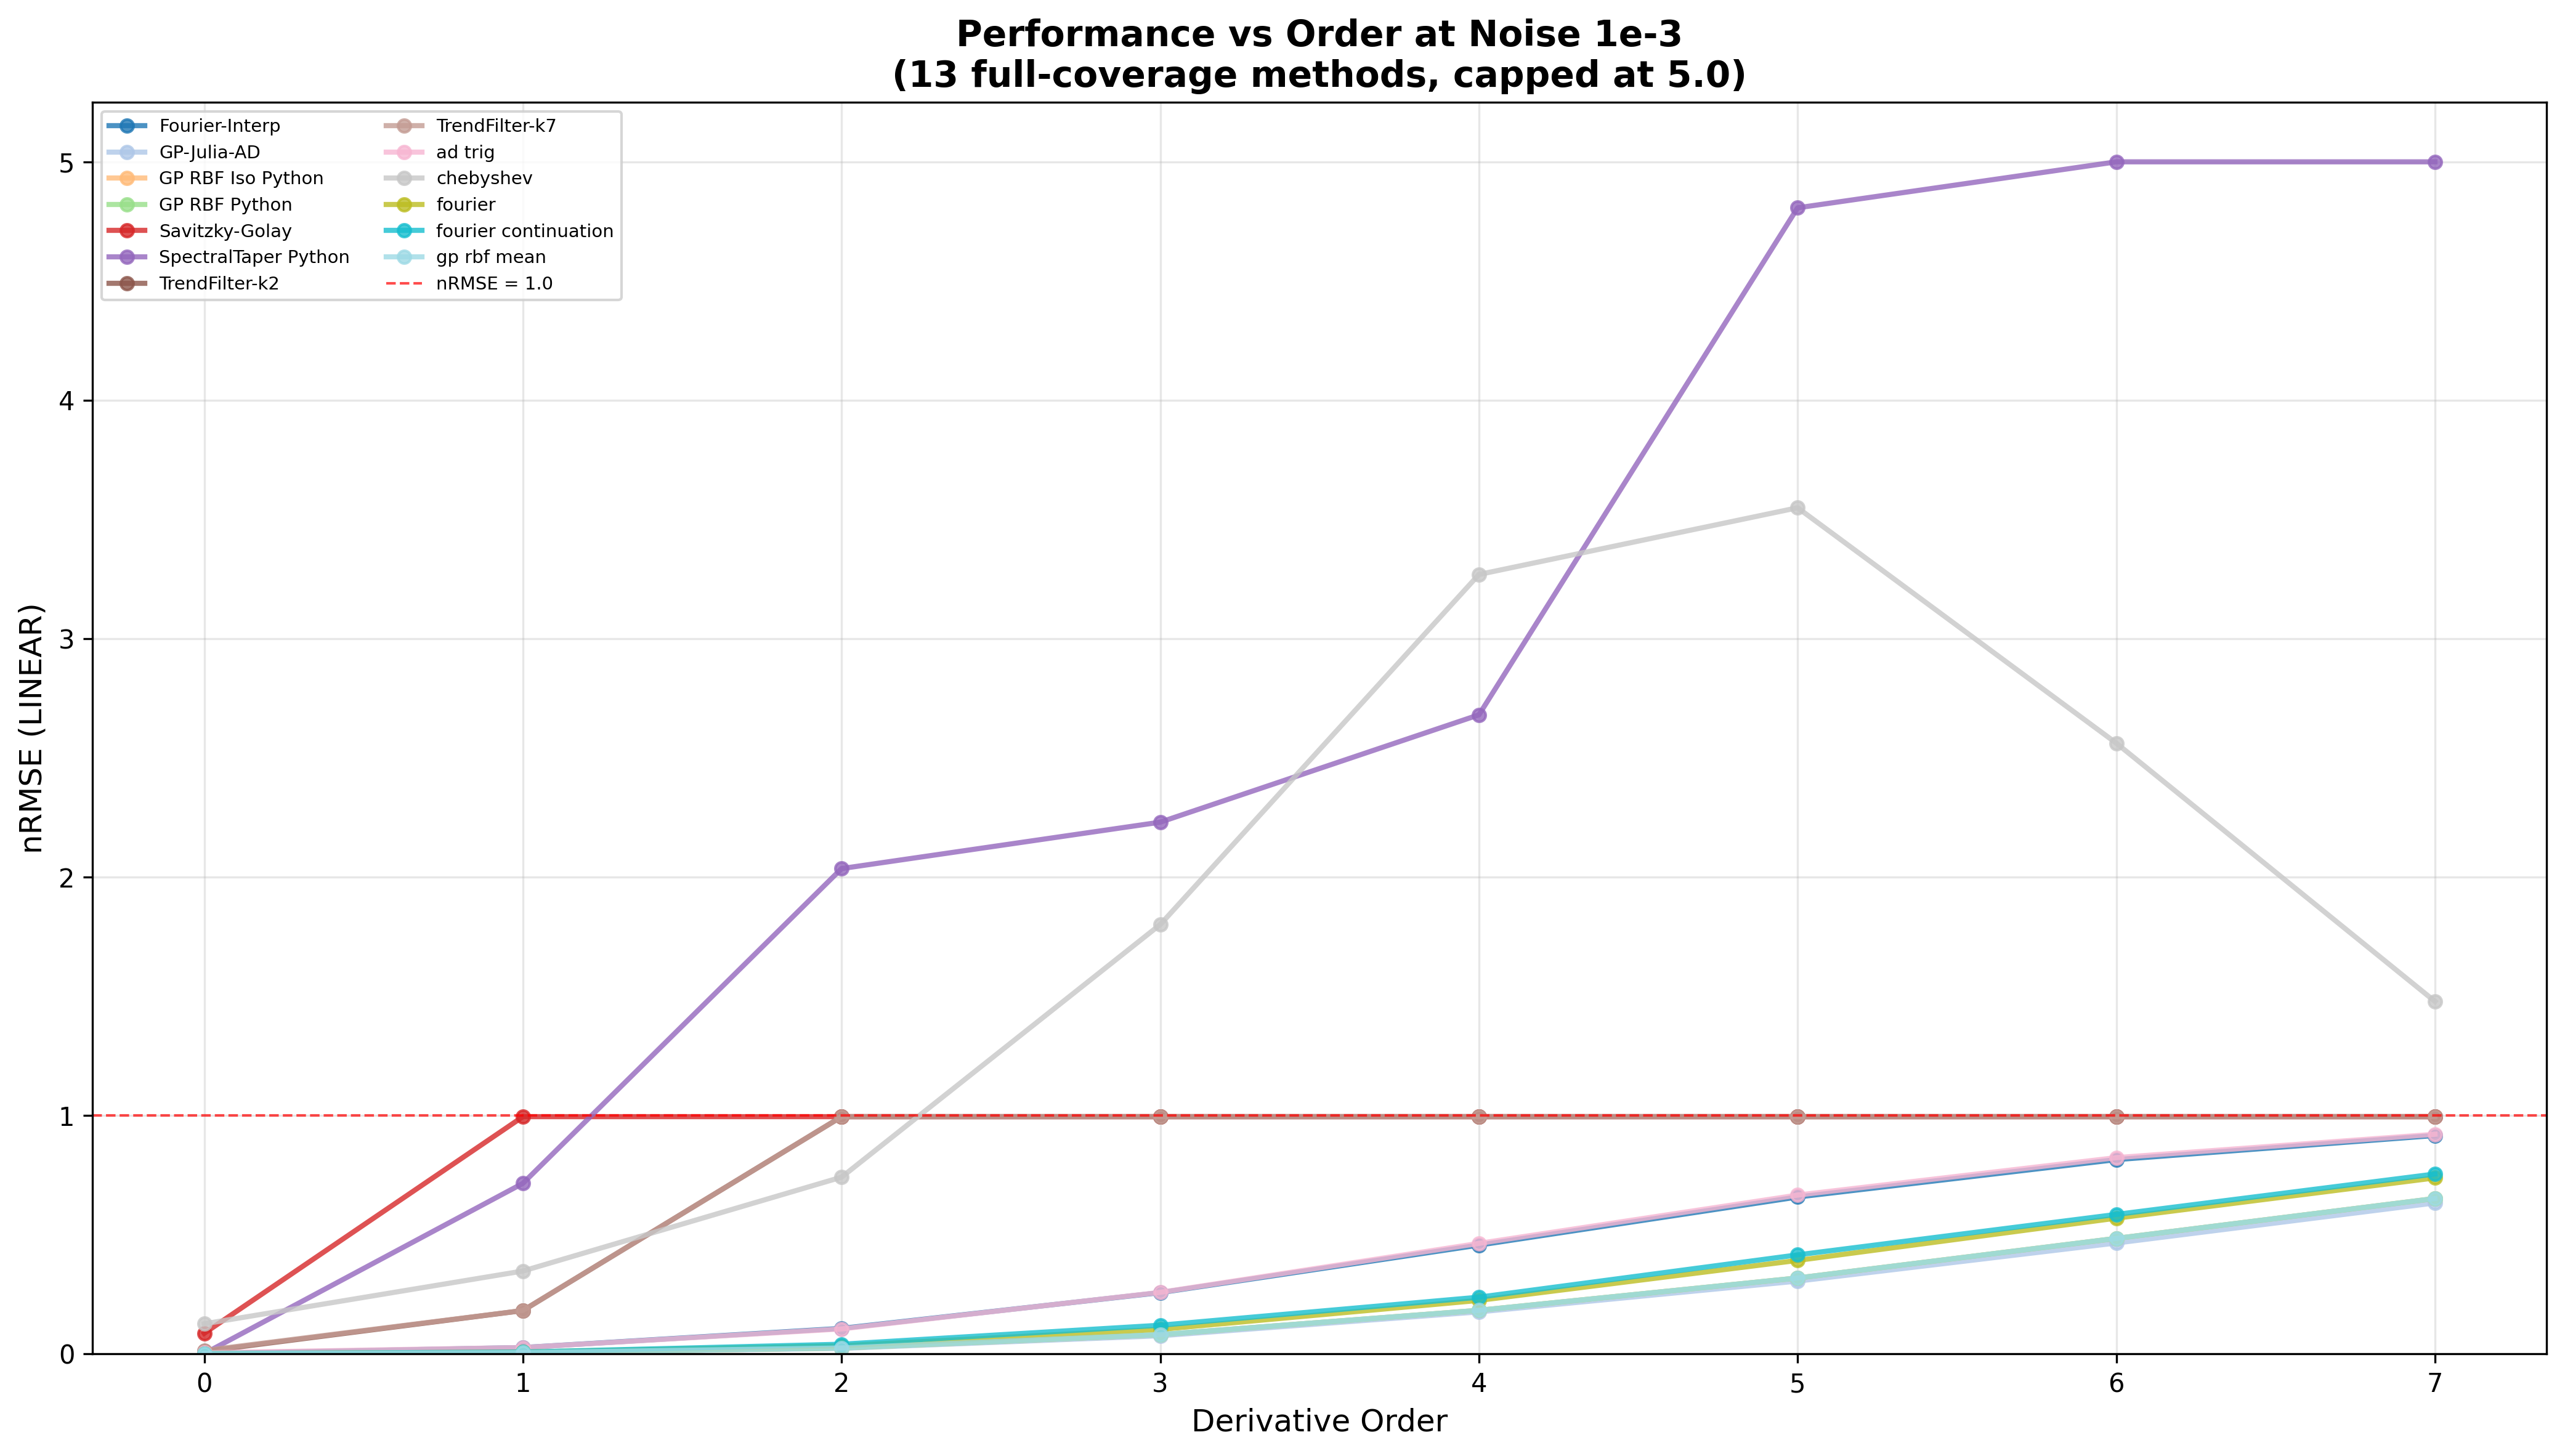 Performance vs Order at Noise 1e-3
(13 full-coverage methods, capped at 5.0)
Fourier-Interp
GP-Julia-AD
GP RBF Iso Python
GP RBF Python
Savitzky-Golay
SpectralTaper Python
TrendFilter-k2
TrendFilter-k7
ad trig
chebyshev
fourier
fourier continuation
gp rbf mean
nRMSE = 1.0
nRMSE (LINEAR)
5
4
3
2
1
0
0 1 2 3 4 5 6 7
Derivative Order